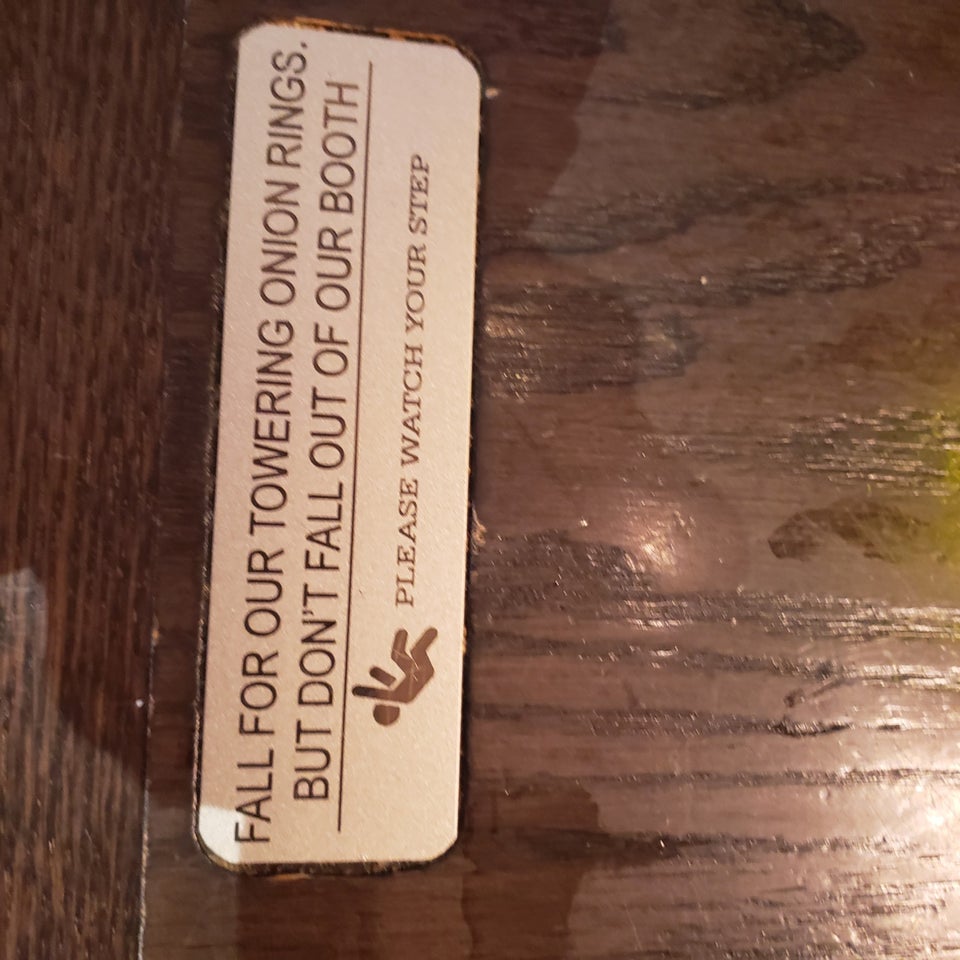 FALL FOR OUR TOWERING ONION RINGS.
BUT DON'T FALL OUT OF OUR BOOTH
PLEASE WATCH YOUR STEP